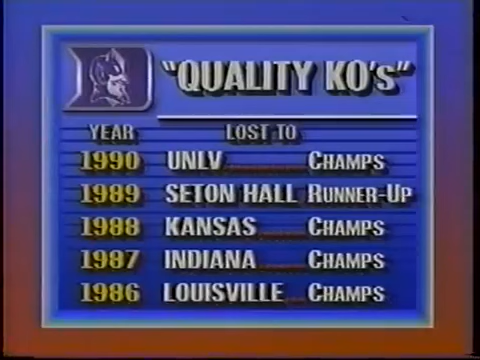 "QUALITY KO's"
YEAR LOST TO
1990 UNLV CHAMPS
1989 SETON HALL RUNNER-UP
1988 KANSAS CHAMPS
1987 INDIANA CHAMPS
1986 LOUISVILLE CHAMPS